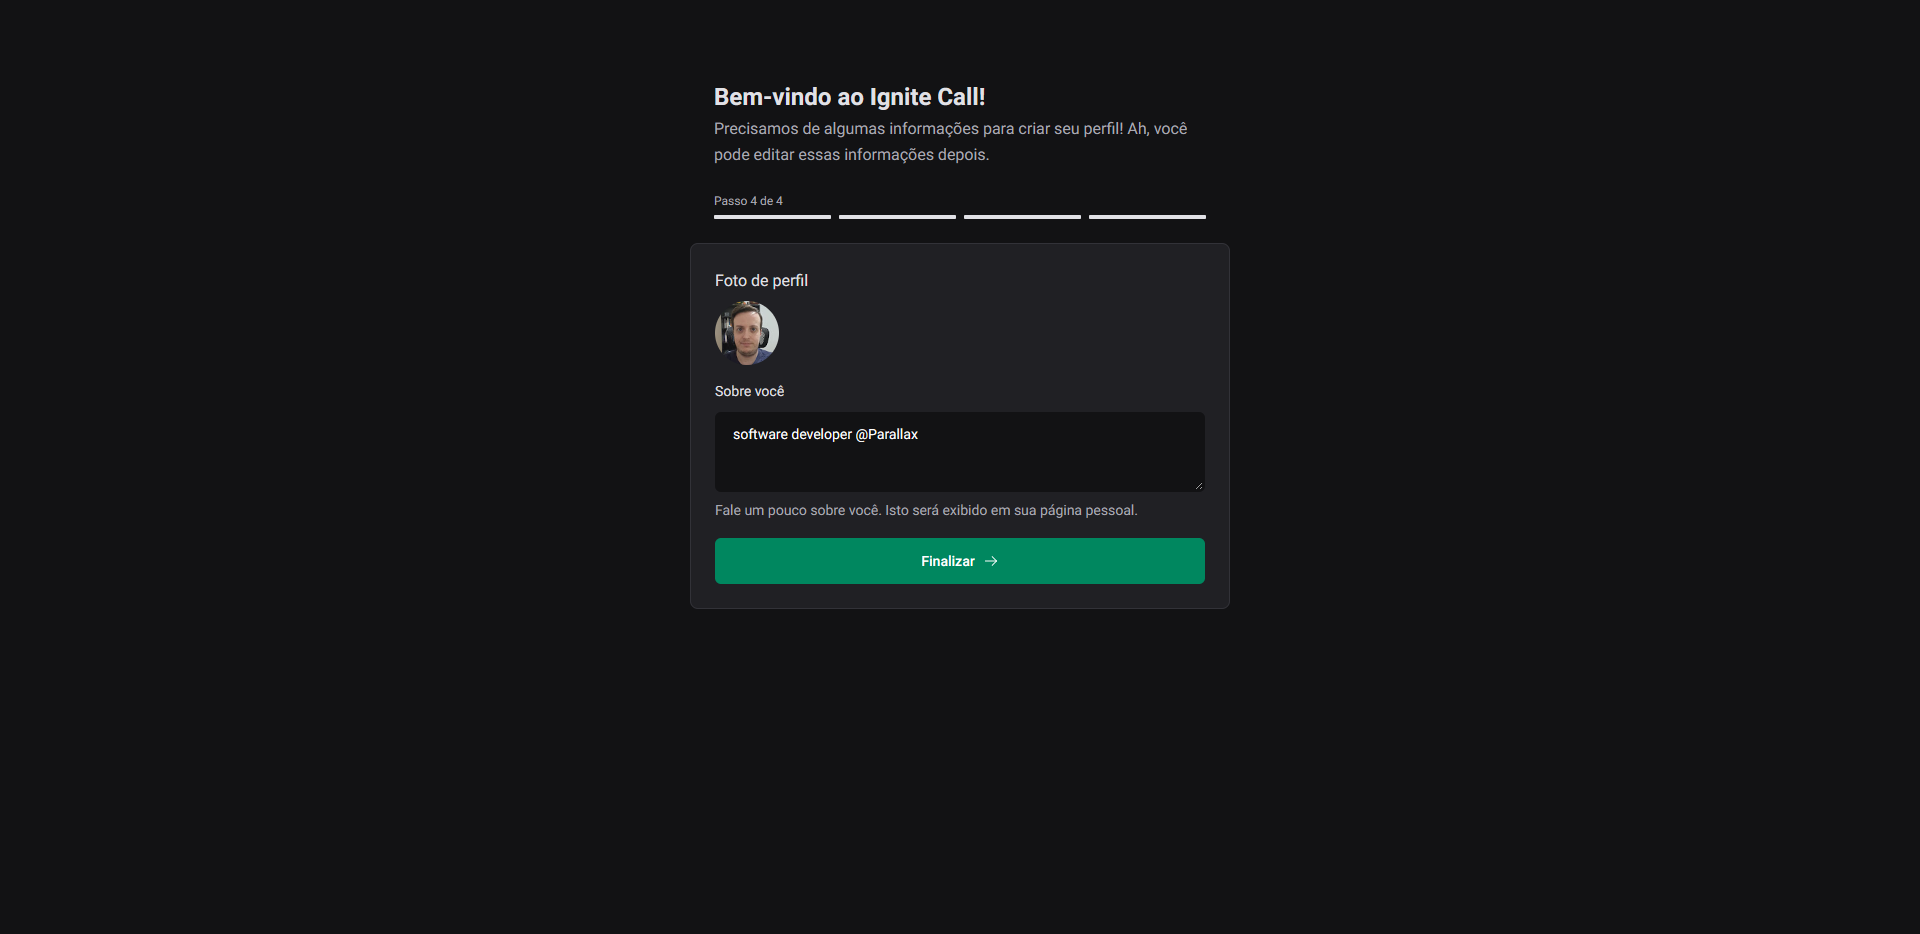 Bem-vindo ao Ignite Call!
Precisamos de algumas informações para criar seu perfil! Ah, você
pode editar essas informações depois.
Passo 4 de 4
Foto de perfil
Sobre você
software developer @Parallax
Fale um pouco sobre você. Isto será exibido em sua página pessoal.
Finalizar